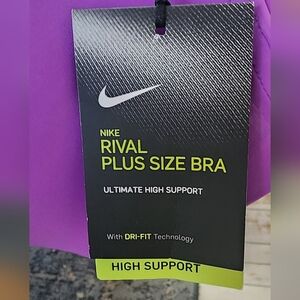 NIKE
RIVAL
PLUS SIZE BRA
ULTIMATE HIGH SUPPORT
With DRI-FIT Technology
HIGH SUPPORT